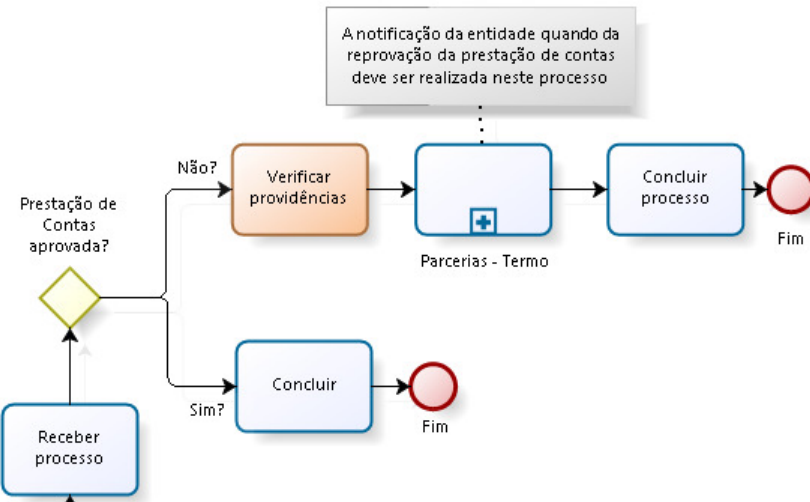 A notificação da entidade quando da
reprovação da prestação de contas
deve ser realizada neste processo
Não?
Verificar
providências
Concluir
processo
Prestação de
Contas
aprovada?
Fim
Parcerias - Termo
Concluir
Sim?
Fim
Receber
processo